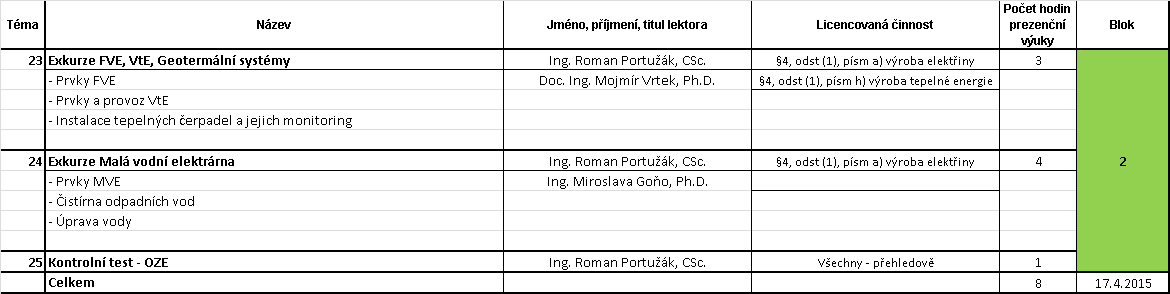 Téma Název Jméno, příjmení, titul lektora Licencovaná činnost Počet hodin prezenční výuky Blok
23 Exkurze FVE, VtE, Geotermální systémy Ing. Roman Portužák, CSc. §4, odst (1), písm a) výroba elektřiny 3
- Prvky FVE Doc. Ing. Mojmír Vrtek, Ph.D. §4, odst (1), písm h) výroba tepelné energie
- Prvky a provoz VtE
- Instalace tepelných čerpadel a jejich monitoring
24 Exkurze Malá vodní elektrárna Ing. Roman Portužák, CSc. §4, odst (1), písm a) výroba elektřiny 4 2
- Prvky MVE Ing. Miroslava Goňo, Ph.D.
- Čistírna odpadních vod
- Úprava vody
25 Kontrolní test - OZE Ing. Roman Portužák, CSc. Všechny - přehledově 1
Celkem 8 17.4.2015